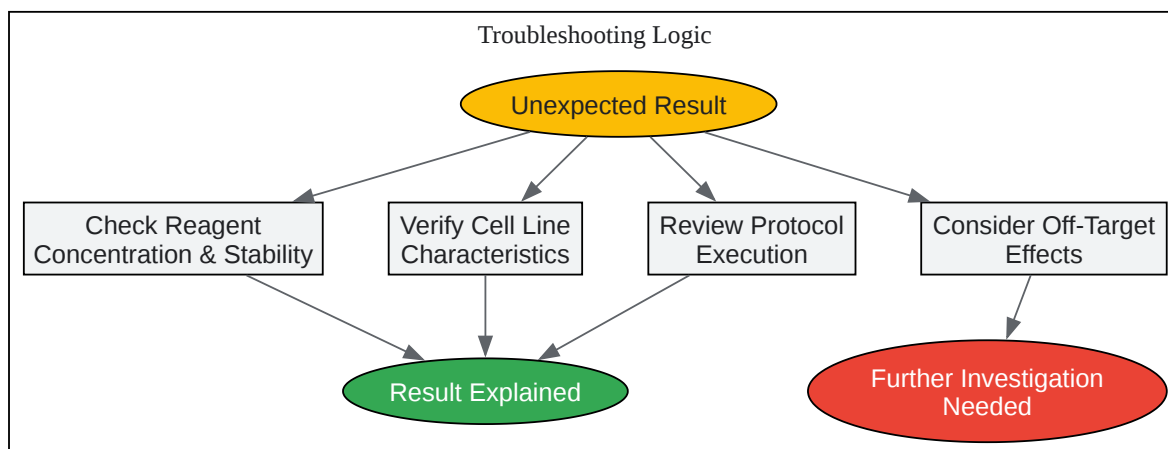 Troubleshooting Logic
Unexpected Result
Check Reagent
Concentration & Stability
Verify Cell Line
Characteristics
Review Protocol
Execution
Consider Off-Target
Effects
Result Explained
Further Investigation
Needed